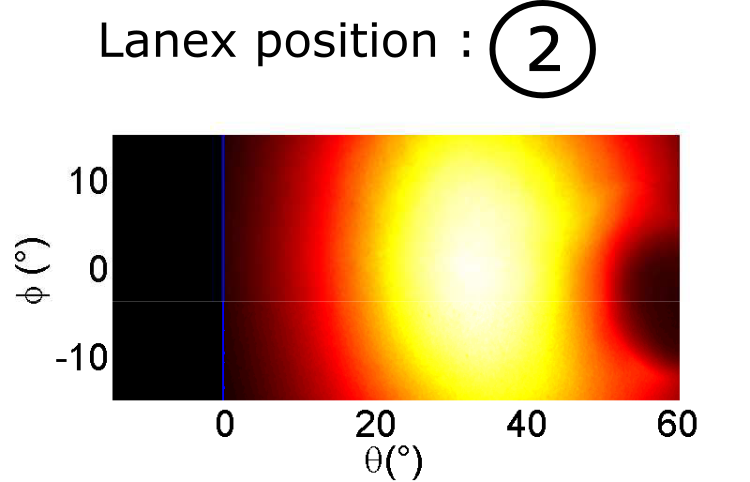 Lanex position : 2
10
0
-10
ϕ (°)
0 20 40 60
θ(°)